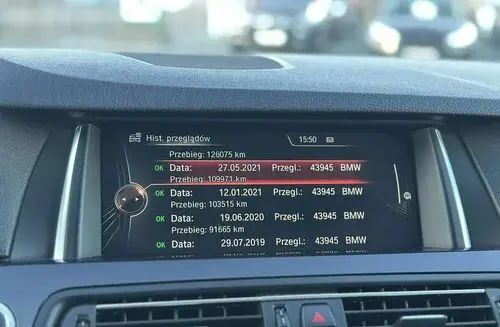 Hist. przeglądów
15:50
Przebieg: 126075 km
OK Data: 27.05.2021 Przegl.: 43945 BMW
Przebieg: 109971 km
OK Data: 12.01.2021 Przegl.: 43945 BMW
Przebieg: 103515 km
OK Data: 19.06.2020 Przegl.: 43945 BMW
Przebieg: 91665 km
OK Data: 29.07.2019 Przegl.: 43945 BMW